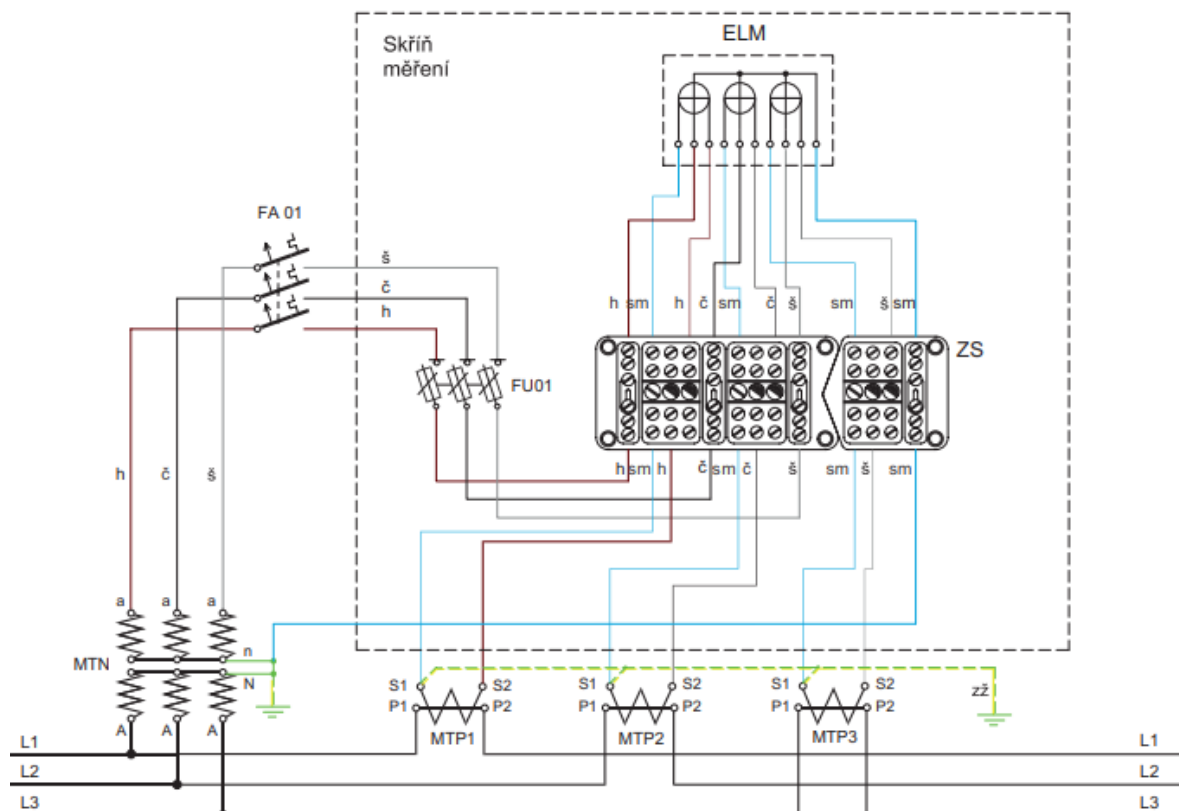 Skříň
měření
ELM
FA 01
š
č
h
h sm h č sm č š sm š sm
ZS
FU01
h č š
h sm h č sm č š sm š sm
a a a
n
MTN
N
zž
S1 S2 S1 S2 S1 S2
P1 P2 P1 P2 P1 P2
A A A
MTP1 MTP2 MTP3
L1 L1
L2 L2
L3 L3